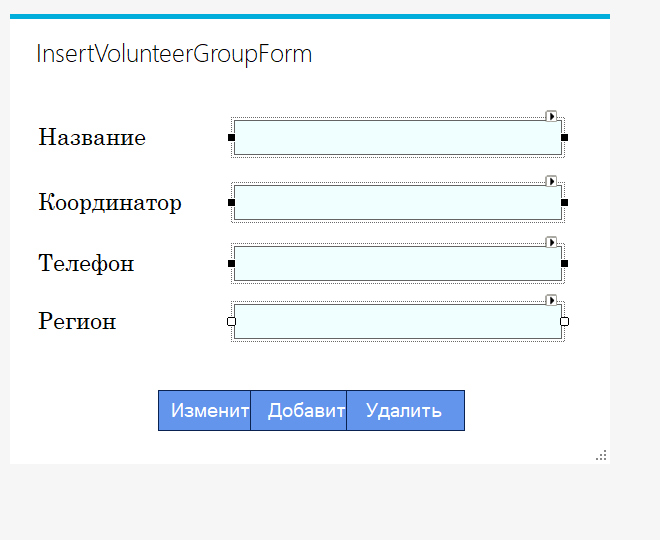 InsertVolunteerGroupForm
Название
Координатор
Телефон
Регион
Изменит Добавит Удалить